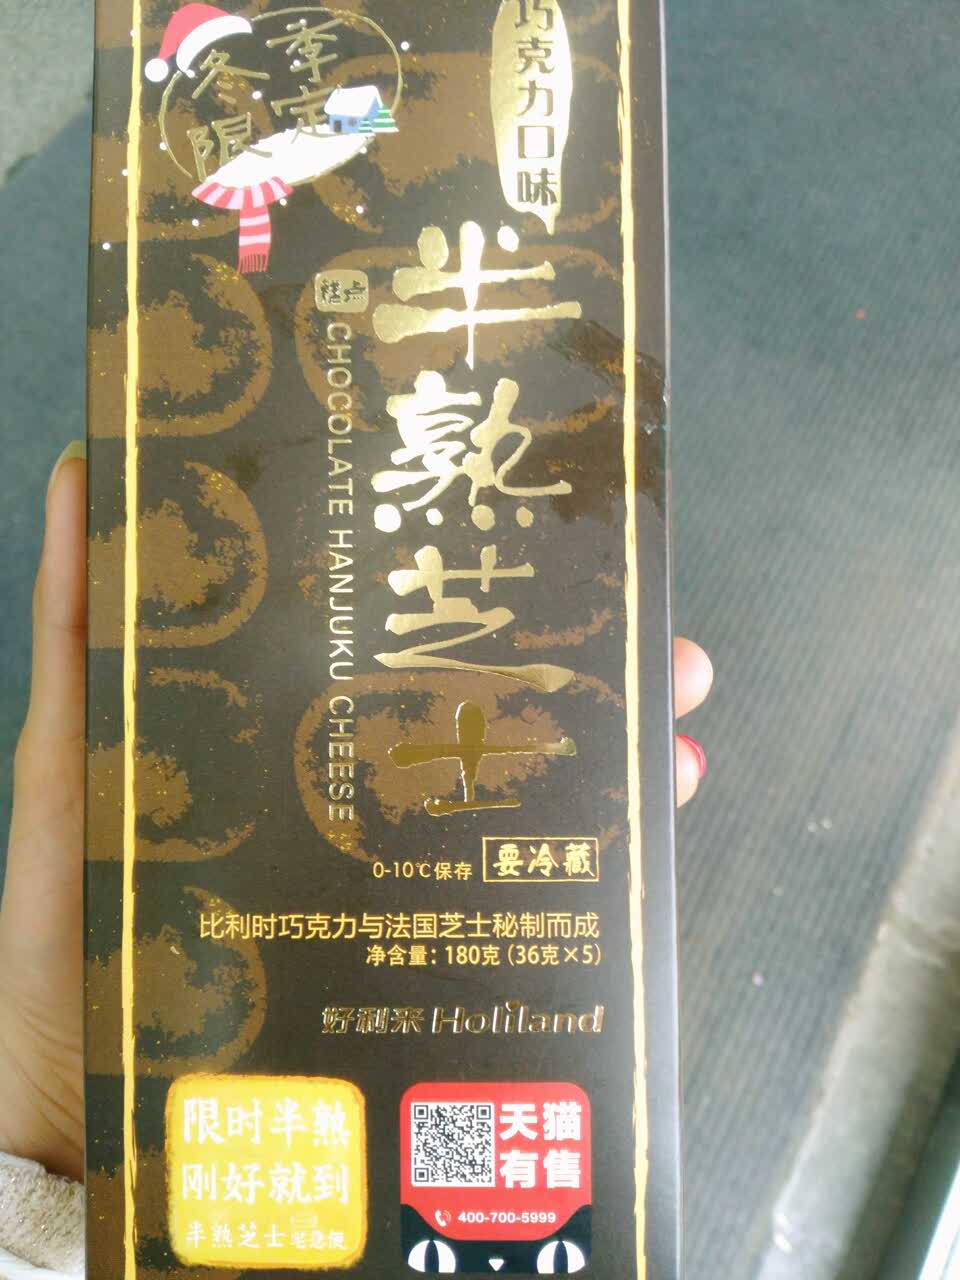 冬季
限定
巧克力口味
半熟芝士
糕点
CHOCOLATE HANJUKU CHEESE
0-10℃保存
要冷藏
比利时巧克力与法国芝士秘制而成
净含量：180克（36克×5）
好利来 Holiland
限时半熟
刚好就到
半熟芝士宅急便
天猫
有售
400-700-5999